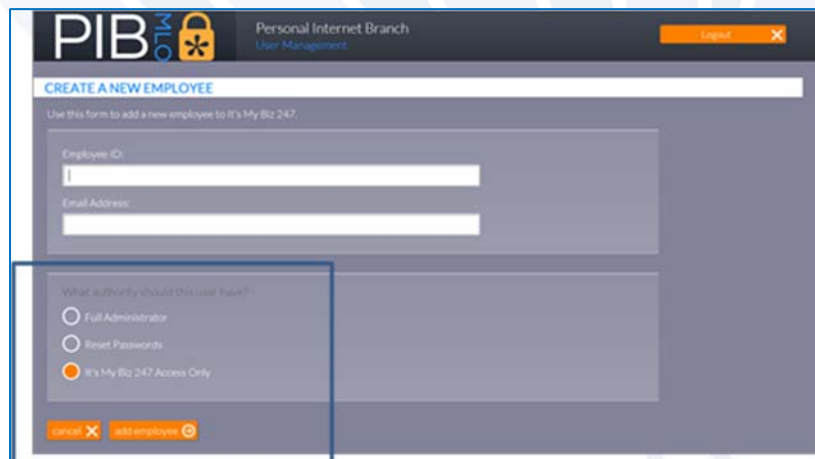 PIB MLO
Personal Internet Branch
User Management
Logout
CREATE A NEW EMPLOYEE
Use this form to add a new employee to It's My Biz 247.
Employee ID:
Email Address:
What authority should this user have?
Full Administrator
Reset Passwords
It's My Biz 247 Access Only
cancel
add employee